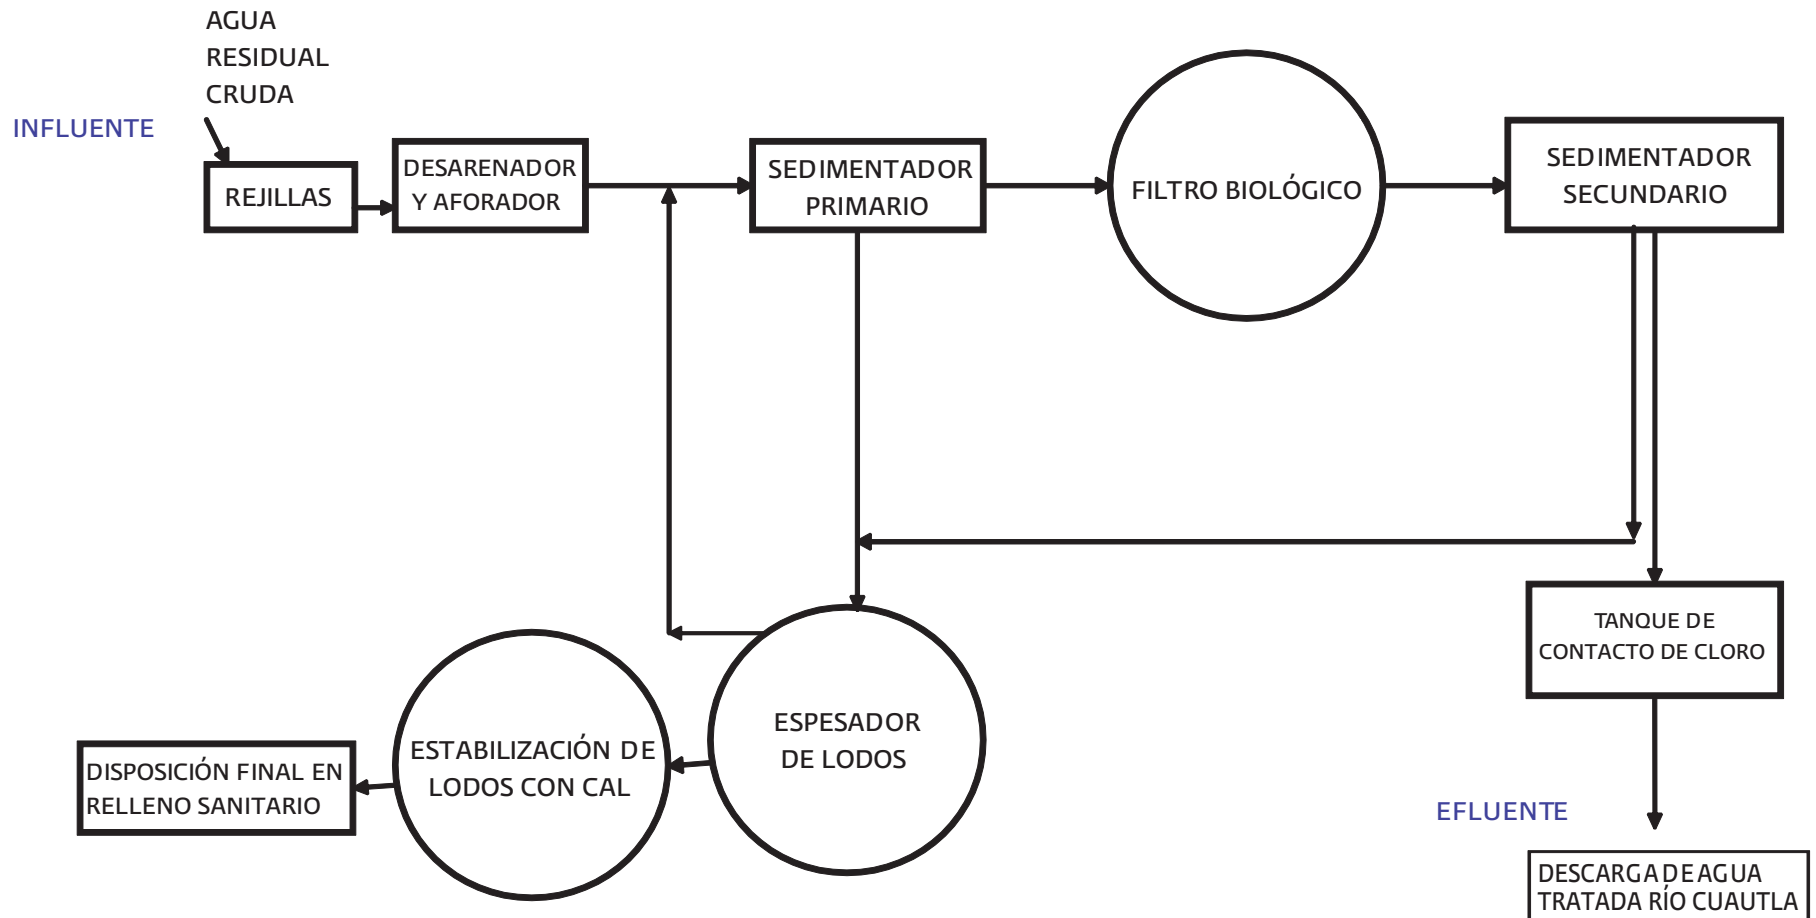 AGUA
RESIDUAL
CRUDA
INFLUENTE
REJILLAS
DESARENADOR
Y AFORADOR
SEDIMENTADOR
PRIMARIO
FILTRO BIOLÓGICO
SEDIMENTADOR
SECUNDARIO
TANQUE DE
CONTACTO DE CLORO
ESPESADOR
DE LODOS
ESTABILIZACIÓN DE
LODOS CON CAL
DISPOSICIÓN FINAL EN
RELLENO SANITARIO
EFLUENTE
DESCARGA DE AGUA
TRATADA RÍO CUAUTLA